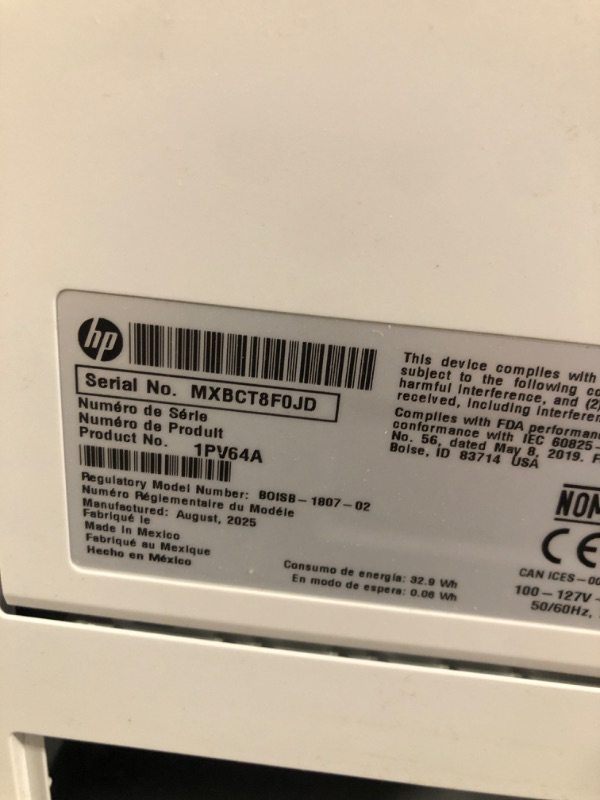 hp
Serial No. MXBCT8F0JD
Numéro de Série
Numéro de Produit
Product No. 1PV64A
Regulatory Model Number: BOISB-1807-02
Numéro Réglementaire du Modéle
Manufactured: August, 2025
Fabriqué le
Made in Mexico
Fabriqué au Mexique
Hecho en México
Consumo de energía: 32.9 Wh
En modo de espera: 0.06 Wh
This device complies with
subject to the following
harmful interference, and (2)
received, including
Complies with FDA
conformance with IEC 60825-
No. 56, dated May 8, 2019.
Boise, ID 83714 USA
NOM
CE
CAN ICES-
100-127V
50/60Hz,